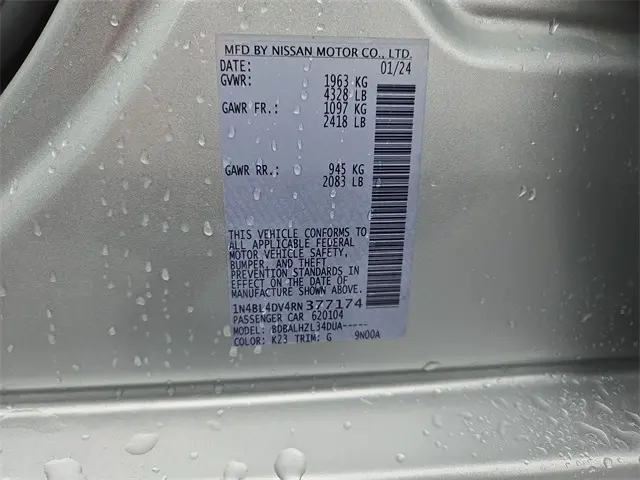 MFD BY NISSAN MOTOR CO., LTD.
DATE: 01/24
GVWR: 1963 KG
4328 LB
GAWR FR.: 1097 KG
2418 LB
GAWR RR.: 945 KG
2083 LB
THIS VEHICLE CONFORMS TO
ALL APPLICABLE FEDERAL
MOTOR VEHICLE SAFETY,
BUMPER, AND THEFT
PREVENTION STANDARDS IN
EFFECT ON THE DATE OF
MANUFACTURE SHOWN ABOVE.
1N4BL4DV4RN377174
PASSENGER CAR 620104
MODEL: BDBALHZL34DUA-----
COLOR: K23 TRIM: G 9N00A